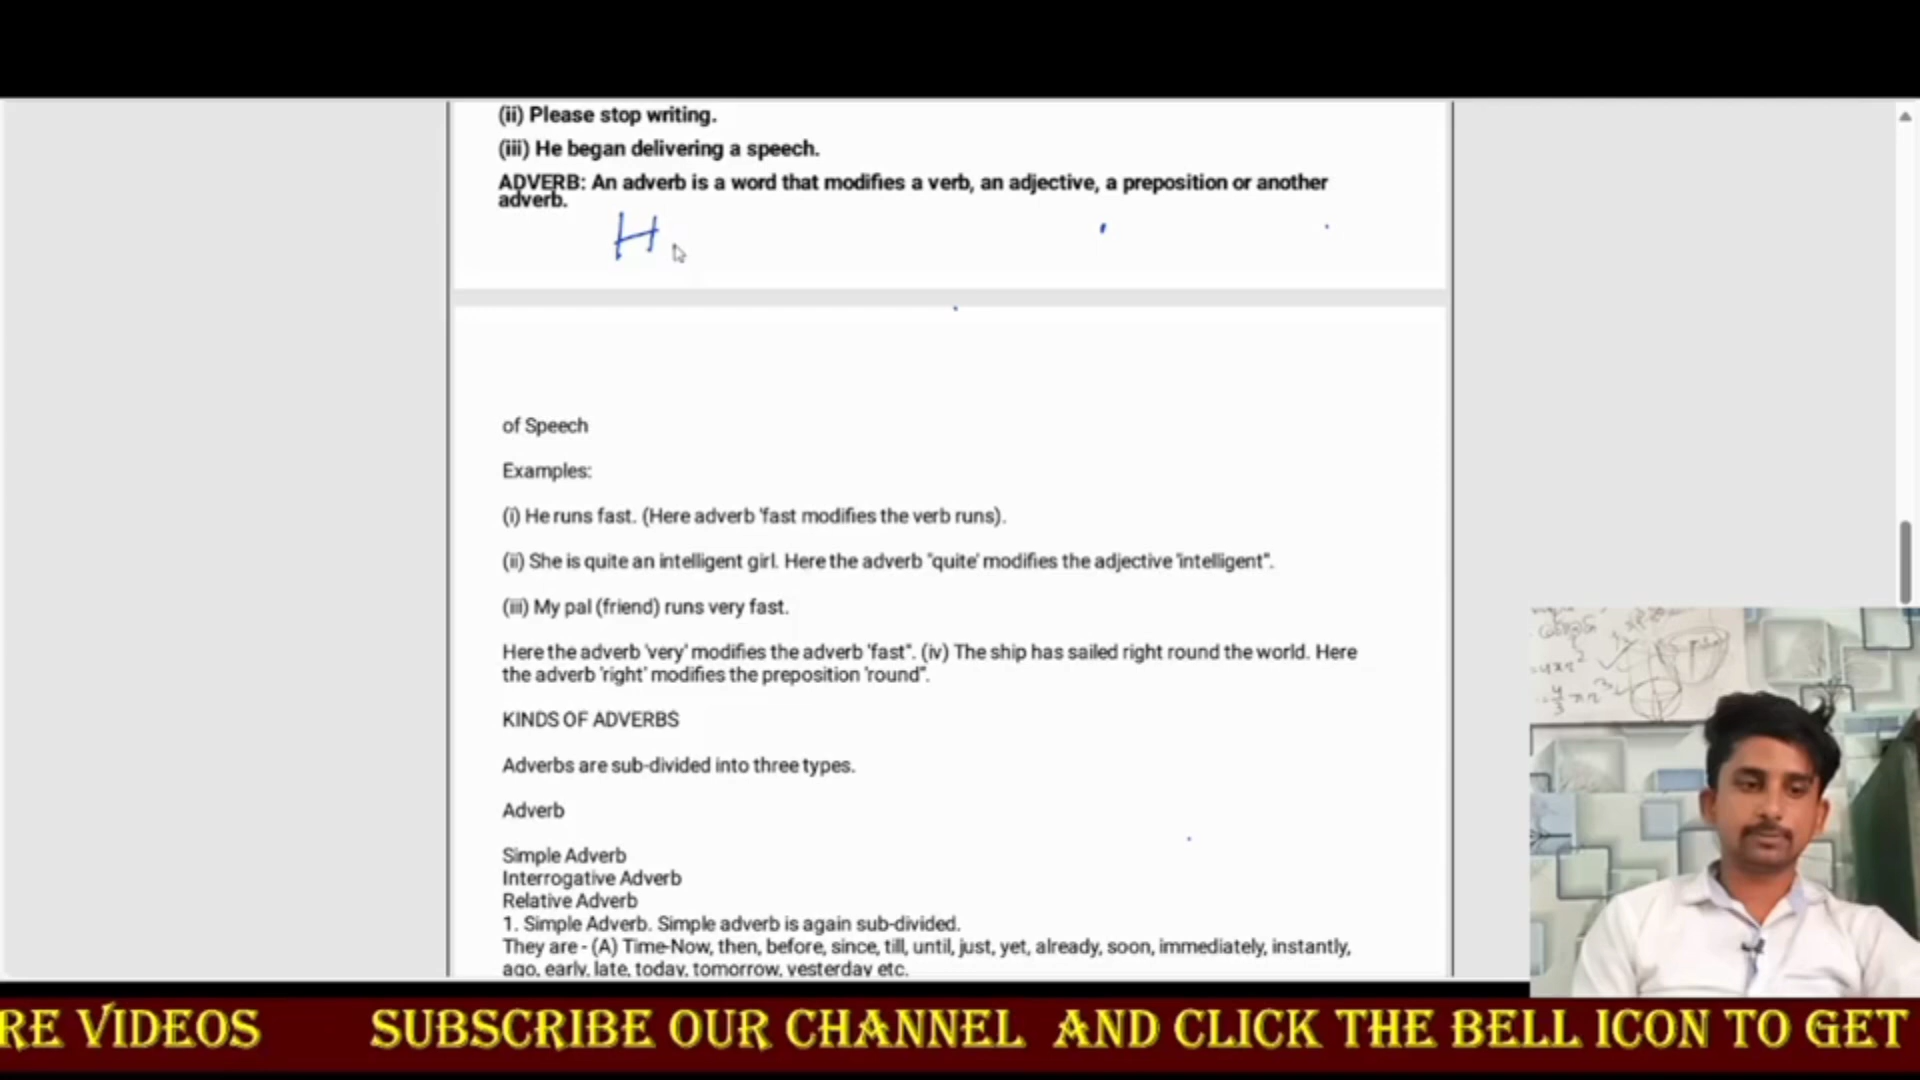 (ii) Please stop writing.
(iii) He began delivering a speech.
ADVERB: An adverb is a word that modifies a verb, an adjective, a preposition or another
adverb.
H
of Speech
Examples:
(i) He runs fast. (Here adverb 'fast modifies the verb runs).
(ii) She is quite an intelligent girl. Here the adverb "quite' modifies the adjective 'intelligent".
(iii) My pal (friend) runs very fast.
Here the adverb 'very' modifies the adverb 'fast". (iv) The ship has sailed right round the world. Here
the adverb 'right' modifies the preposition 'round".
KINDS OF ADVERBS
Adverbs are sub-divided into three types.
Adverb
Simple Adverb
Interrogative Adverb
Relative Adverb
1. Simple Adverb. Simple adverb is again sub-divided.
They are - (A) Time-Now, then, before, since, till, until, just, yet, already, soon, immediately, instantly,
ago, early, late, today, tomorrow, yesterday etc.
RE VIDEOS SUBSCRIBE OUR CHANNEL AND CLICK THE BELL ICON TO GET